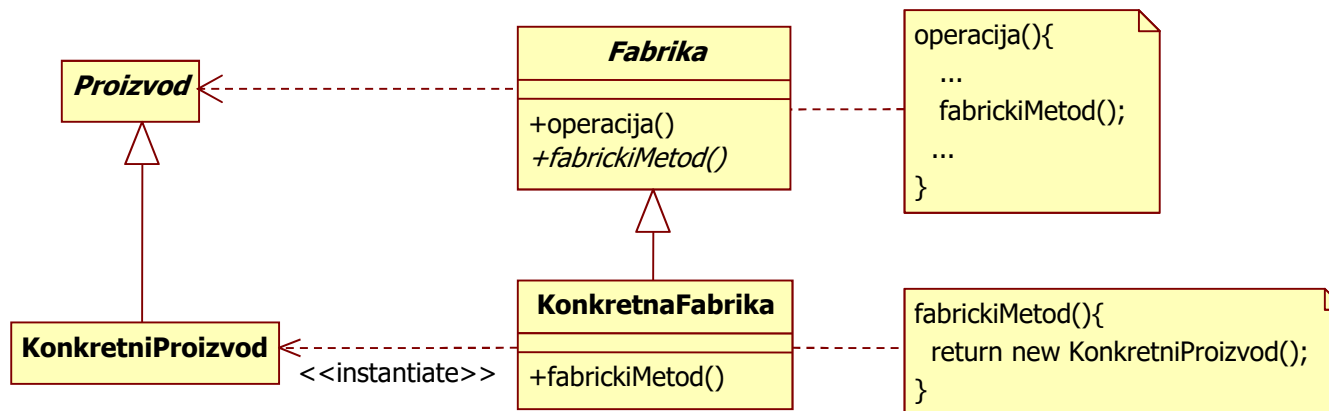 Proizvod
Fabrika
+operacija()
+fabrickiMetod()
operacija(){
...
fabrickiMetod();
...
}
KonkretniProizvod
<<instantiate>>
KonkretnaFabrika
+fabrickiMetod()
fabrickiMetod(){
return new KonkretniProizvod();
}